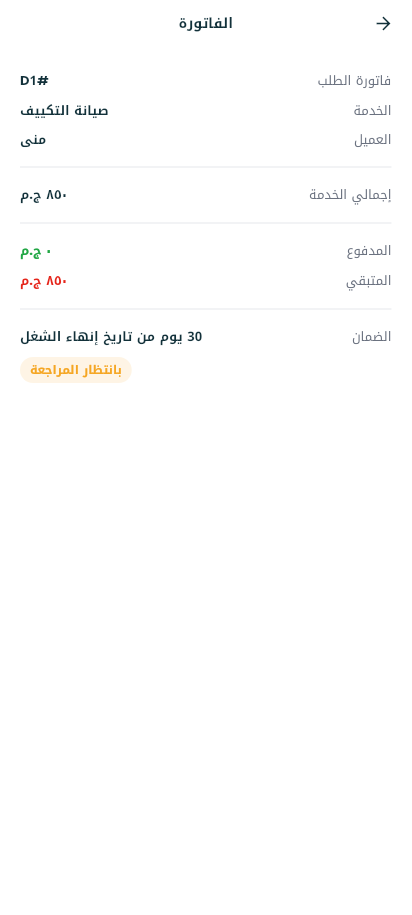 الفاتورة
فاتورة الطلب #D1
الخدمة صيانة التكييف
العميل منى
إجمالي الخدمة ٨٥٠ ج.م
المدفوع ٠ ج.م
المتبقي ٨٥٠ ج.م
الضمان 30 يوم من تاريخ إنهاء الشغل
بانتظار المراجعة